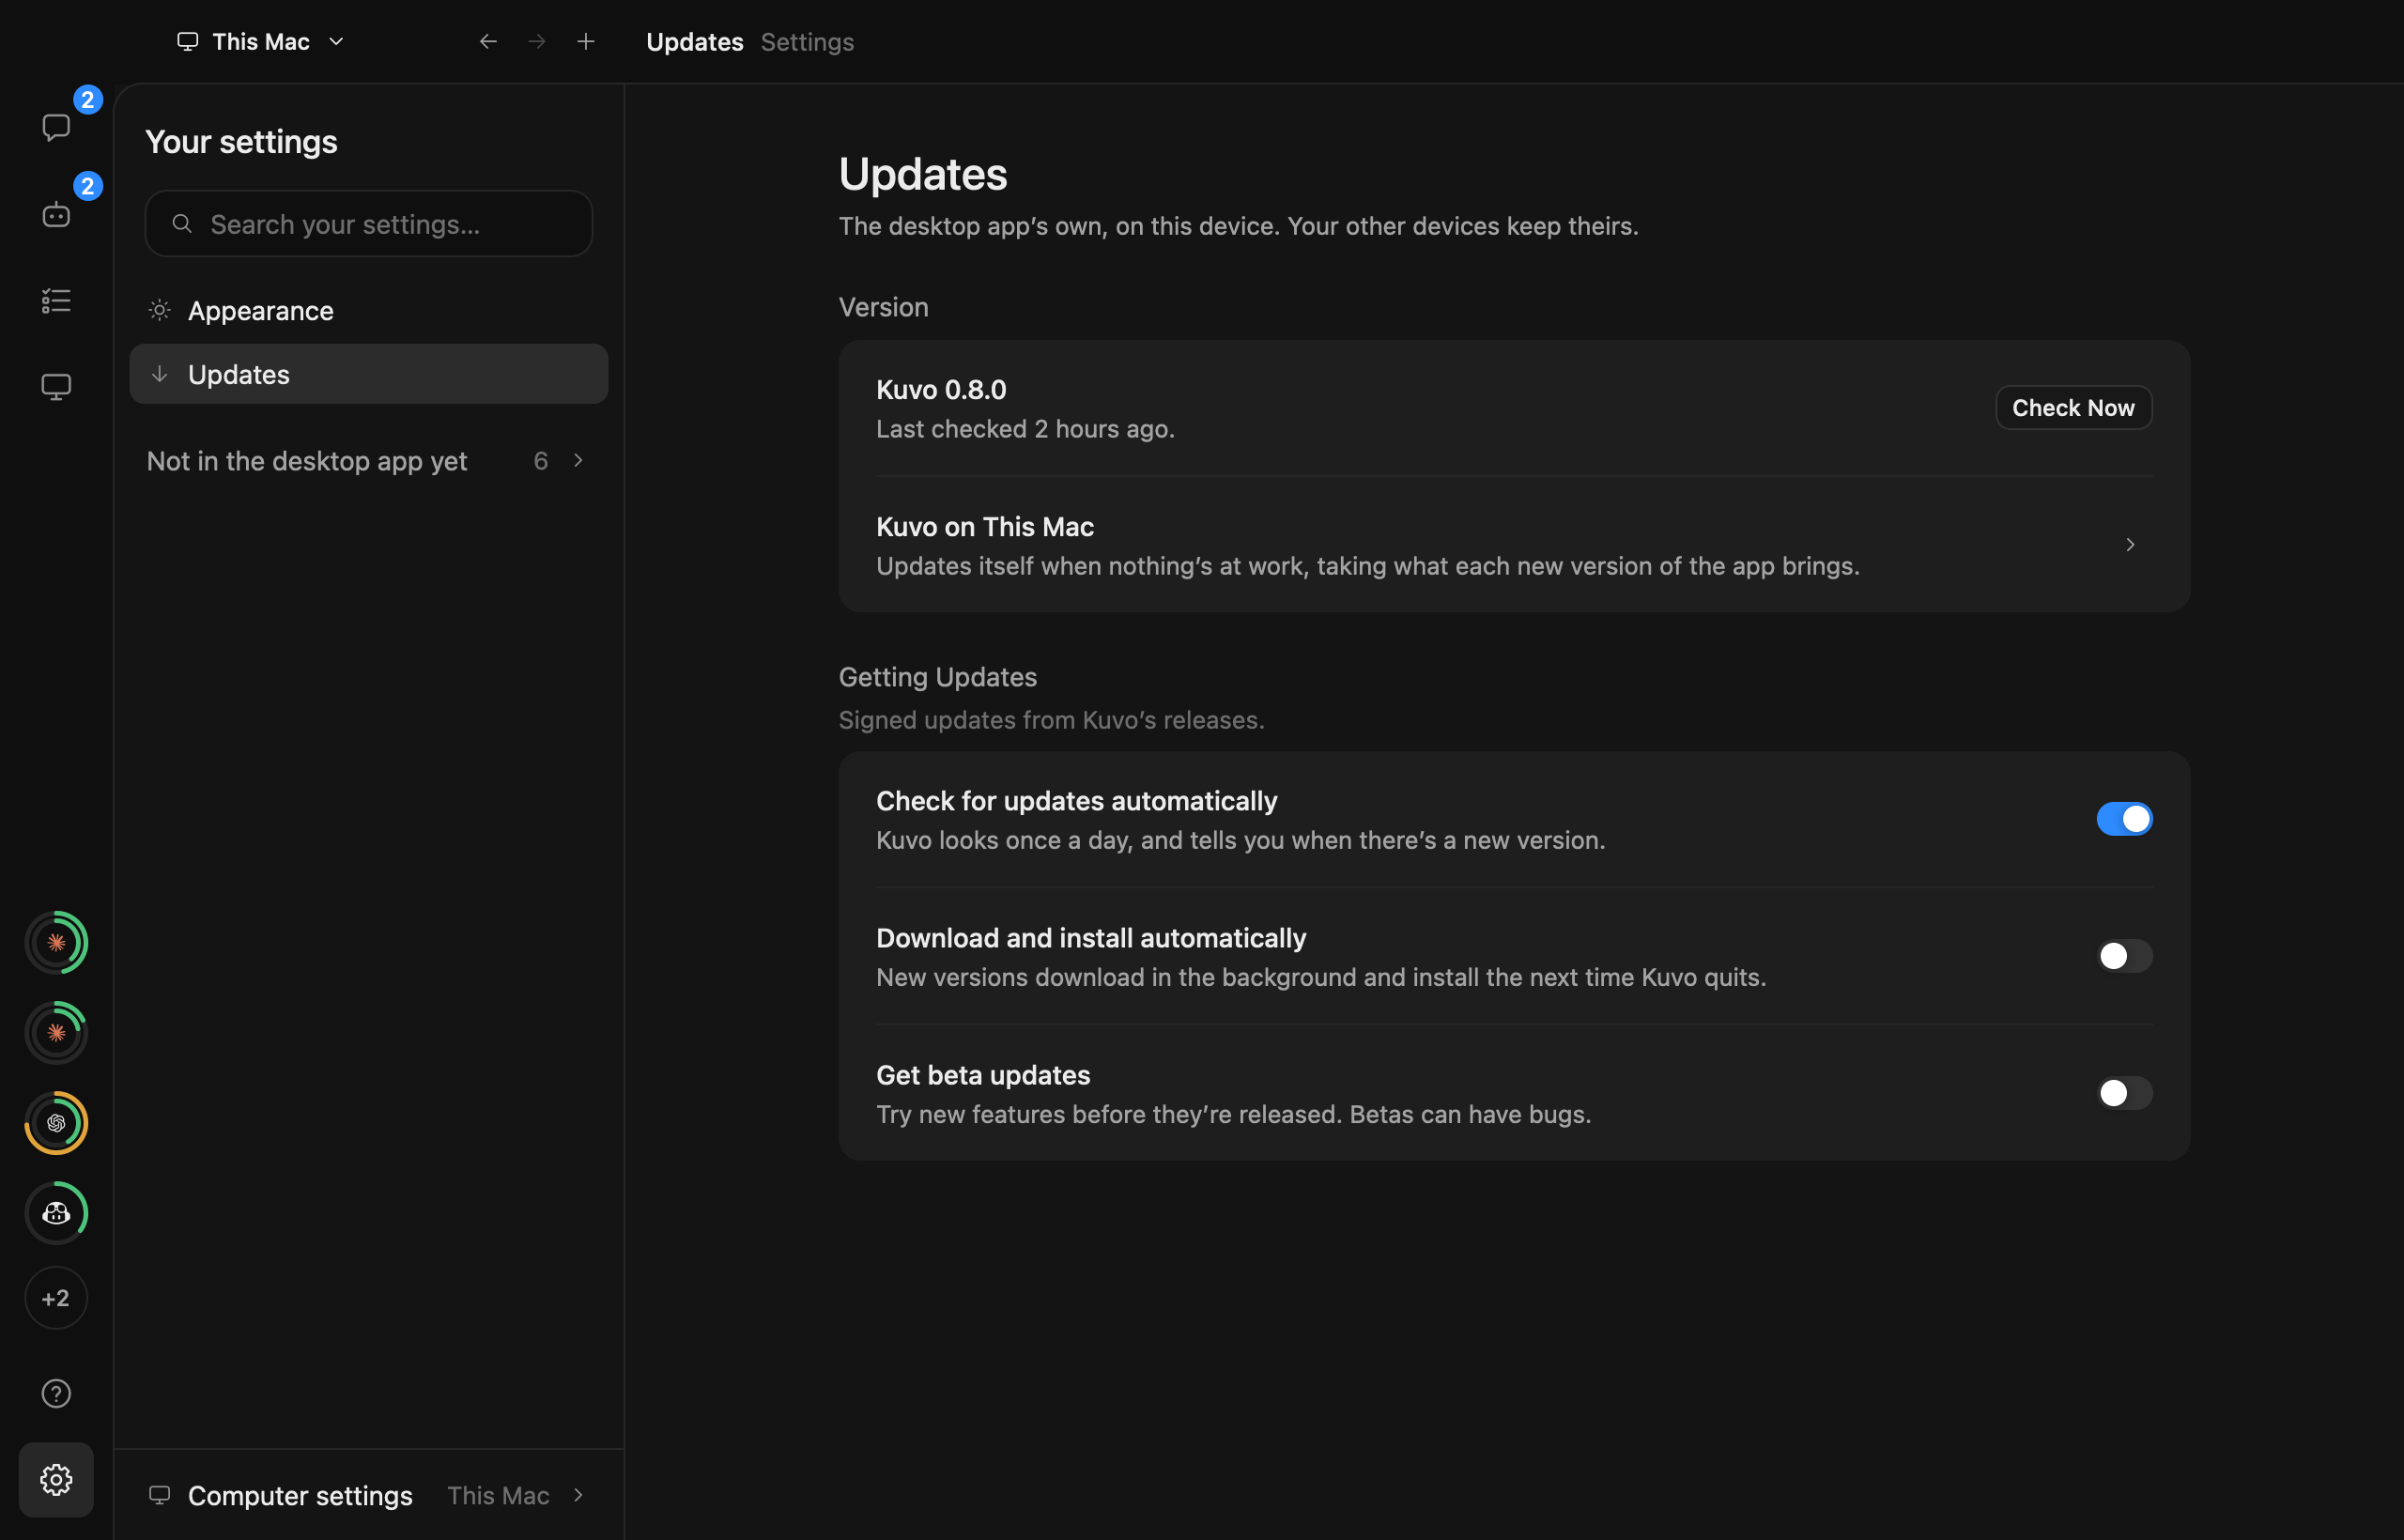 This Mac
Updates Settings
2
2
Your settings
Search your settings...
Appearance
Updates
Not in the desktop app yet 6
Computer settings This Mac
+2
Updates
The desktop app’s own, on this device. Your other devices keep theirs.
Version
Kuvo 0.8.0
Last checked 2 hours ago.
Check Now
Kuvo on This Mac
Updates itself when nothing’s at work, taking what each new version of the app brings.
Getting Updates
Signed updates from Kuvo’s releases.
Check for updates automatically
Kuvo looks once a day, and tells you when there’s a new version.
Download and install automatically
New versions download in the background and install the next time Kuvo quits.
Get beta updates
Try new features before they’re released. Betas can have bugs.